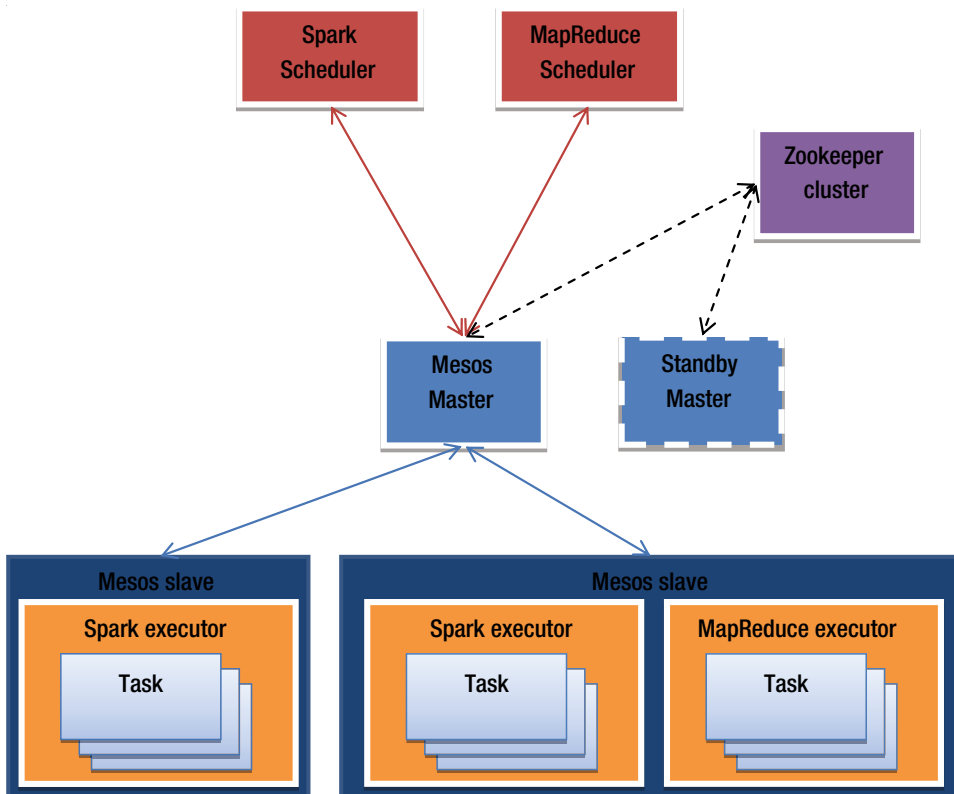 Spark
Scheduler
MapReduce
Scheduler
Zookeeper
cluster
Mesos
Master
Standby
Master
Mesos slave
Spark executor
Task
Mesos slave
Spark executor
Task
MapReduce executor
Task